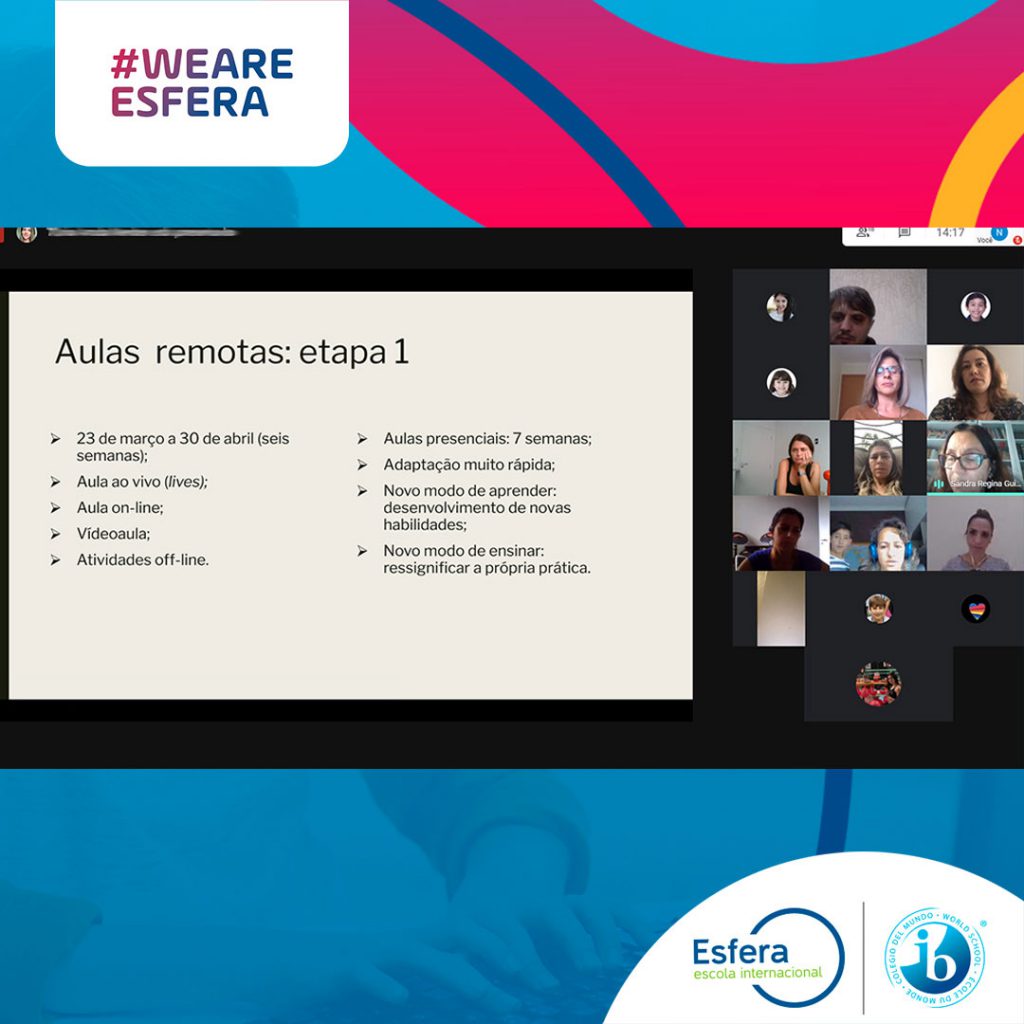 #WEARE
ESFERA
14:17
Você
N
Aulas remotas: etapa 1
➢ 23 de março a 30 de abril (seis
semanas);
➢ Aula ao vivo (lives);
➢ Aula on-line;
➢ Vídeoaula;
➢ Atividades off-line.
➢ Aulas presenciais: 7 semanas;
➢ Adaptação muito rápida;
➢ Novo modo de aprender:
desenvolvimento de novas
habilidades;
➢ Novo modo de ensinar:
ressignificar a própria prática.
Sandra Regina Gui...
Esfera
escola internacional
ib
COLEGIO DEL MUNDO · WORLD SCHOOL · ECOLE DU MONDE ·
®